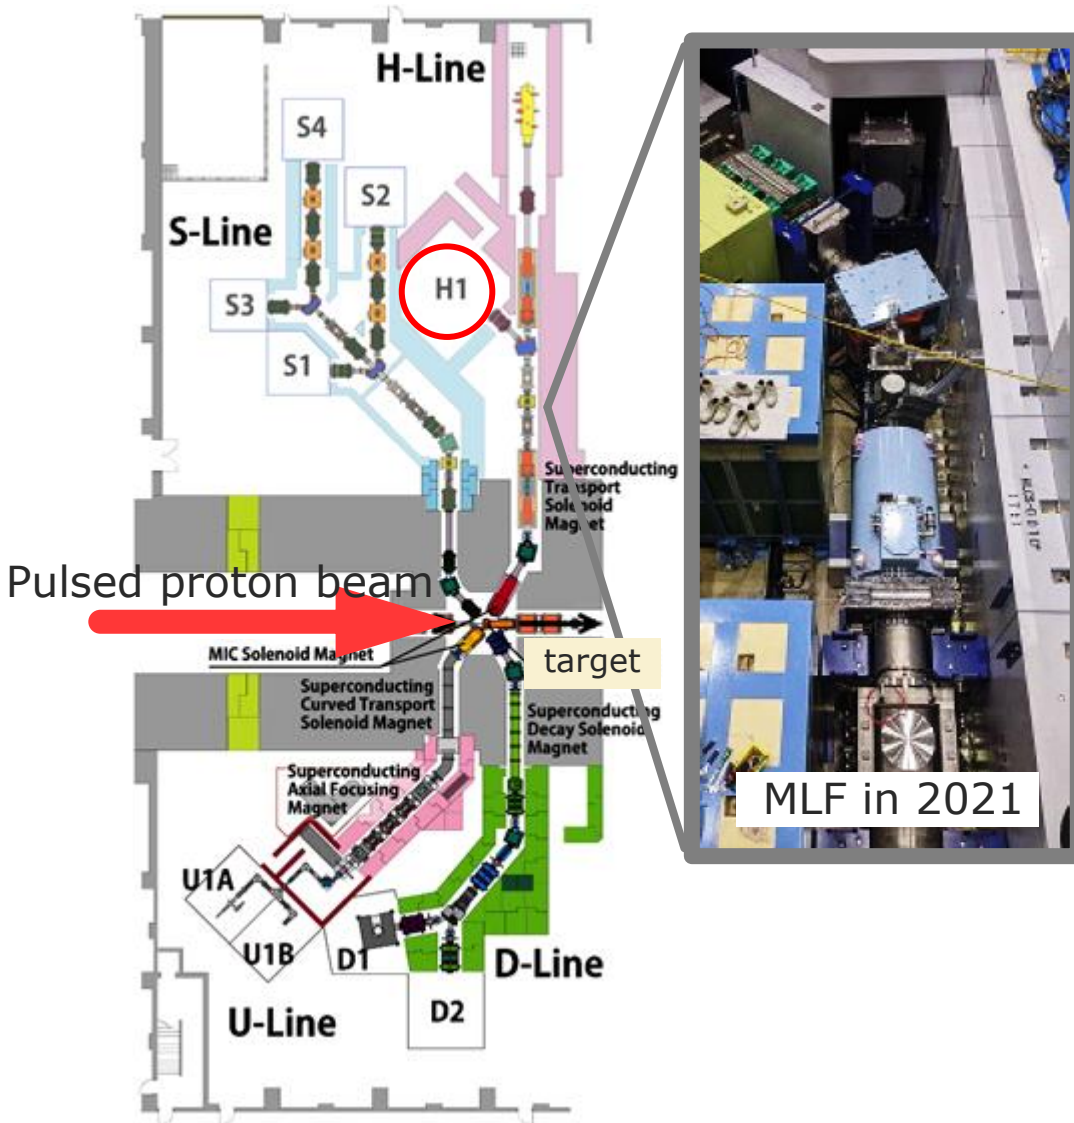 H-Line
S4
S2
S-Line
S3
H1
S1
Superconducting
Transport
Solenoid
Magnet
Pulsed proton beam
MIC Solenoid Magnet
target
Superconducting
Curved Transport
Solenoid Magnet
Superconducting
Decay Solenoid
Magnet
Superconducting
Axial Focusing
Magnet
MLF in 2021
U1A
U1B
D1
D-Line
D2
U-Line